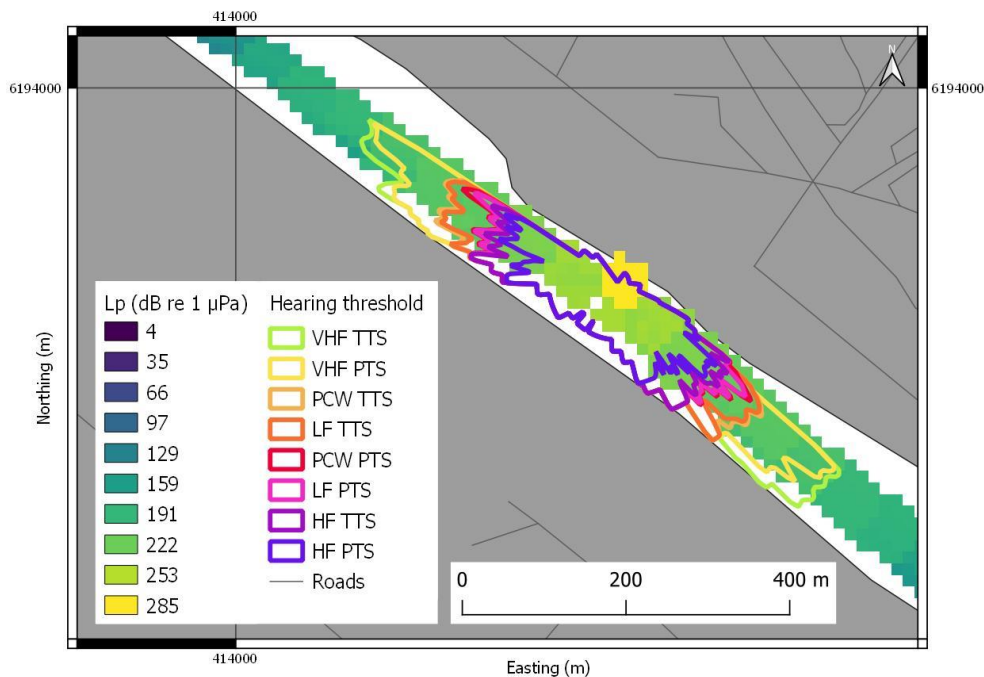 414000
N
6194000
6194000
Lp (dB re 1 µPa)
4
35
66
97
129
159
191
222
253
285
Hearing threshold
VHF TTS
VHF PTS
PCW TTS
LF TTS
PCW PTS
LF PTS
HF TTS
HF PTS
Roads
0 200 400 m
Northing (m)
414000
Easting (m)